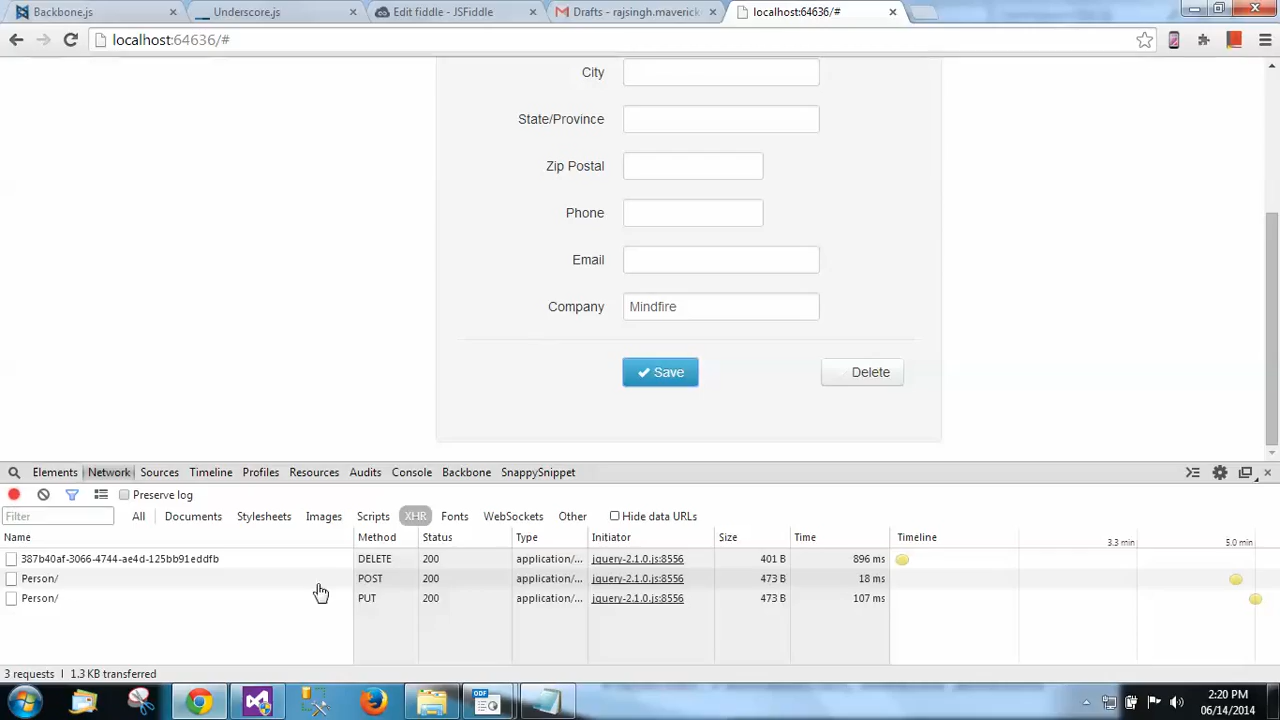 Backbone.js
Underscore.js
Edit fiddle - JSFiddle
Drafts - rajsingh.maverick
localhost:64636/#
localhost:64636/#
City
State/Province
Zip Postal
Phone
Email
Company Mindfire
Save Delete
Elements Network Sources Timeline Profiles Resources Audits Console Backbone SnappySnippet
Preserve log
Filter All Documents Stylesheets Images Scripts XHR Fonts WebSockets Other Hide data URLs
Name Method Status Type Initiator Size Time Timeline 3.3 min 5.0 min
387b40af-3066-4744-ae4d-125bb91eddfb DELETE 200 application/... jquery-2.1.0.js:8556 401 B 896 ms
Person/ POST 200 application/... jquery-2.1.0.js:8556 473 B 18 ms
Person/ PUT 200 application/... jquery-2.1.0.js:8556 473 B 107 ms
3 requests | 1.3 KB transferred
ODF
2:20 PM
06/14/2014